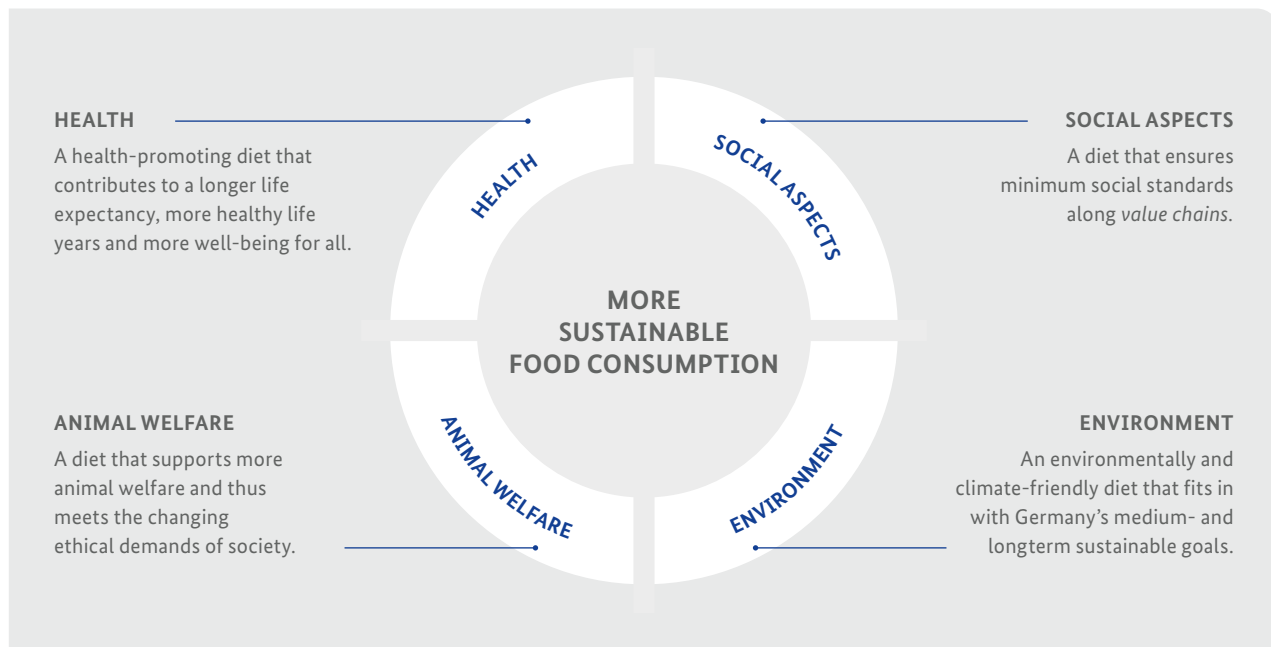 HEALTH
A health-promoting diet that
contributes to a longer life
expectancy, more healthy life
years and more well-being for all.
SOCIAL ASPECTS
A diet that ensures
minimum social standards
along value chains.
HEALTH
SOCIAL ASPECTS
MORE
SUSTAINABLE
FOOD CONSUMPTION
ANIMAL WELFARE
ENVIRONMENT
ANIMAL WELFARE
A diet that supports more
animal welfare and thus
meets the changing
ethical demands of society.
ENVIRONMENT
An environmentally and
climate-friendly diet that fits in
with Germany’s medium- and
longterm sustainable goals.